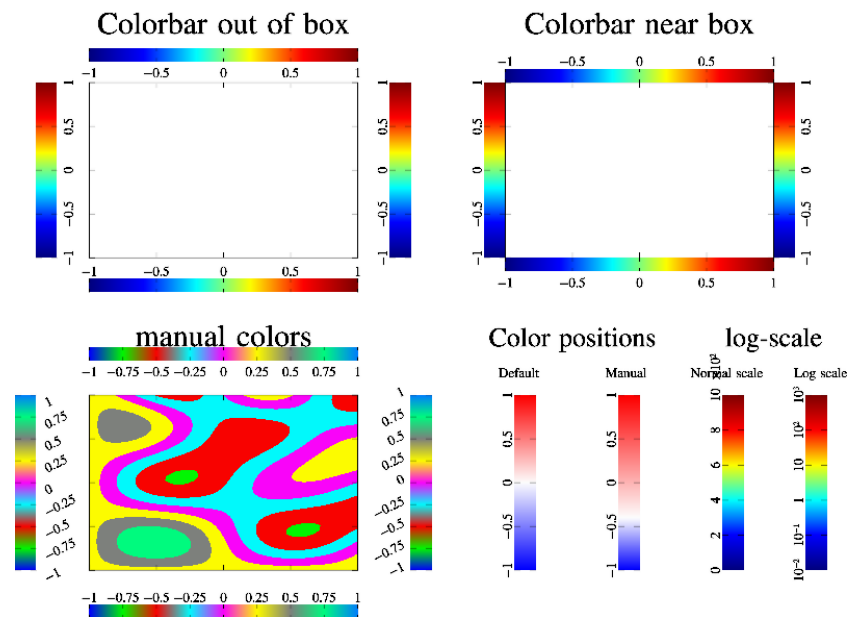 Colorbar out of box
−1 −0.5 0 0.5 1
−1 −0.5 0 0.5 1
−1 −0.5 0 0.5 1
−1 −0.5 0 0.5 1
Colorbar near box
−1 −0.5 0 0.5 1
−1 −0.5 0 0.5 1
−1 −0.5 0 0.5 1
−1 −0.5 0 0.5 1
manual colors
−1 −0.75 −0.5 −0.25 0 0.25 0.5 0.75 1
1 0.75 0.5 0.25 0 −0.25 −0.5 −0.75 −1
1 0.75 0.5 0.25 0 −0.25 −0.5 −0.75 −1
−1 −0.75 −0.5 −0.25 0 0.25 0.5 0.75 1
Color positions
Default
−1 −0.5 0 0.5 1
Manual
−1 −0.5 0 0.5 1
log-scale
Normal scale
0 2 4 6 8 10
Log scale
10⁻² 10⁻¹ 1 10 10² 10³